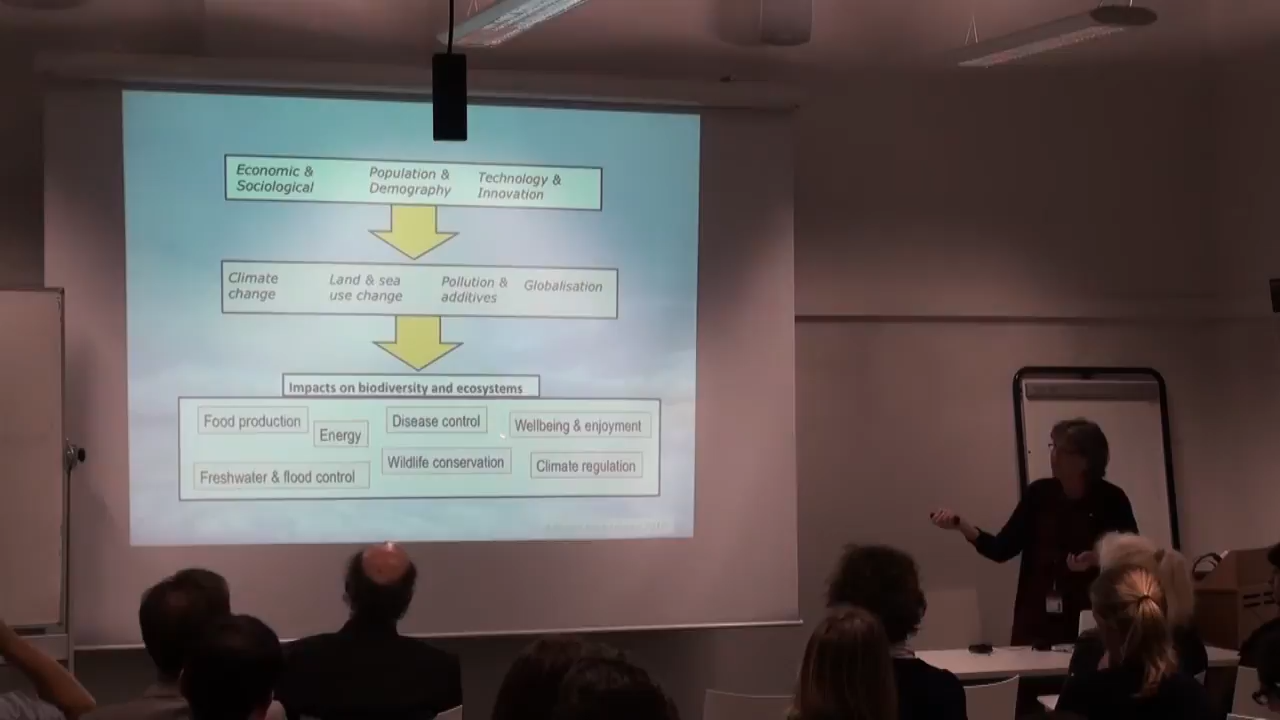 Economic &
Sociological
Population &
Demography
Technology &
Innovation
Climate
change
Land & sea
use change
Pollution &
additives
Globalisation
Impacts on biodiversity and ecosystems
Food production
Energy
Disease control
Wellbeing & enjoyment
Freshwater & flood control
Wildlife conservation
Climate regulation